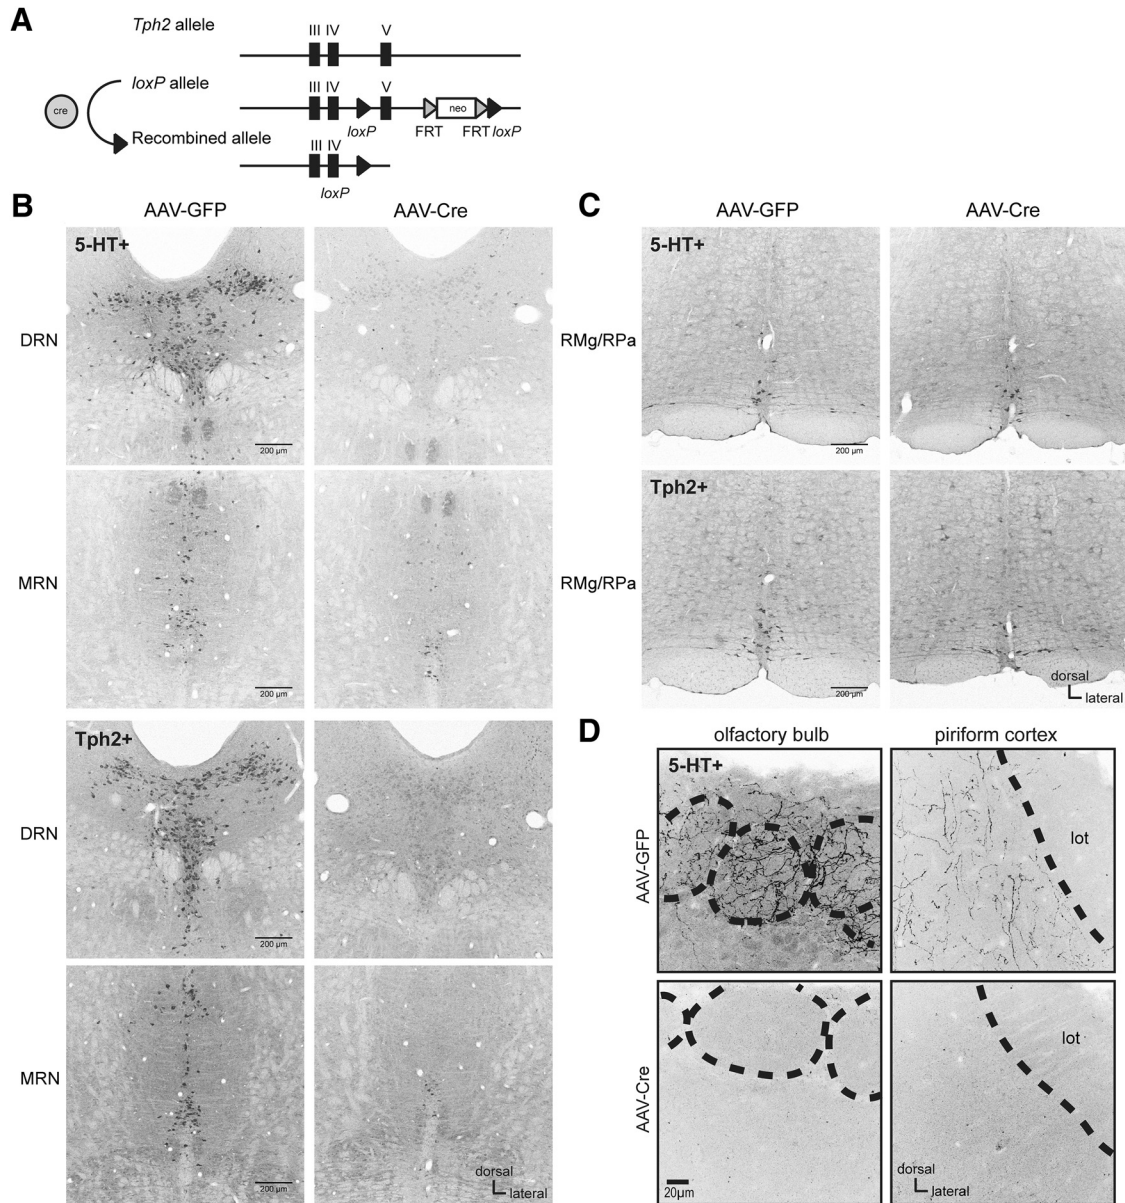 A
Tph2 allele
III IV V
loxP allele
cre
III IV V
neo
loxP FRT FRT loxP
Recombined allele
III IV
loxP
B
AAV-GFP AAV-Cre
5-HT+
DRN
200 µm
MRN
200 µm
Tph2+
DRN
200 µm
MRN
200 µm
dorsal
lateral
C
AAV-GFP AAV-Cre
5-HT+
RMg/RPa
200 µm
Tph2+
RMg/RPa
200 µm
dorsal
lateral
D
olfactory bulb piriform cortex
5-HT+
AAV-GFP
lot
AAV-Cre
lot
20µm
dorsal
lateral